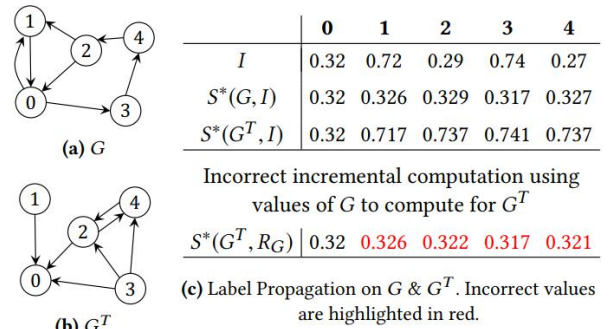 1
2
4
0
3
(a) G
1
4
2
0
3
(b) G^T
0 1 2 3 4
I 0.32 0.72 0.29 0.74 0.27
S*(G, I) 0.32 0.326 0.329 0.317 0.327
S*(G^T, I) 0.32 0.717 0.737 0.741 0.737
Incorrect incremental computation using
values of G to compute for G^T
S*(G^T, R_G) 0.32 0.326 0.322 0.317 0.321
(c) Label Propagation on G & G^T. Incorrect values
are highlighted in red.